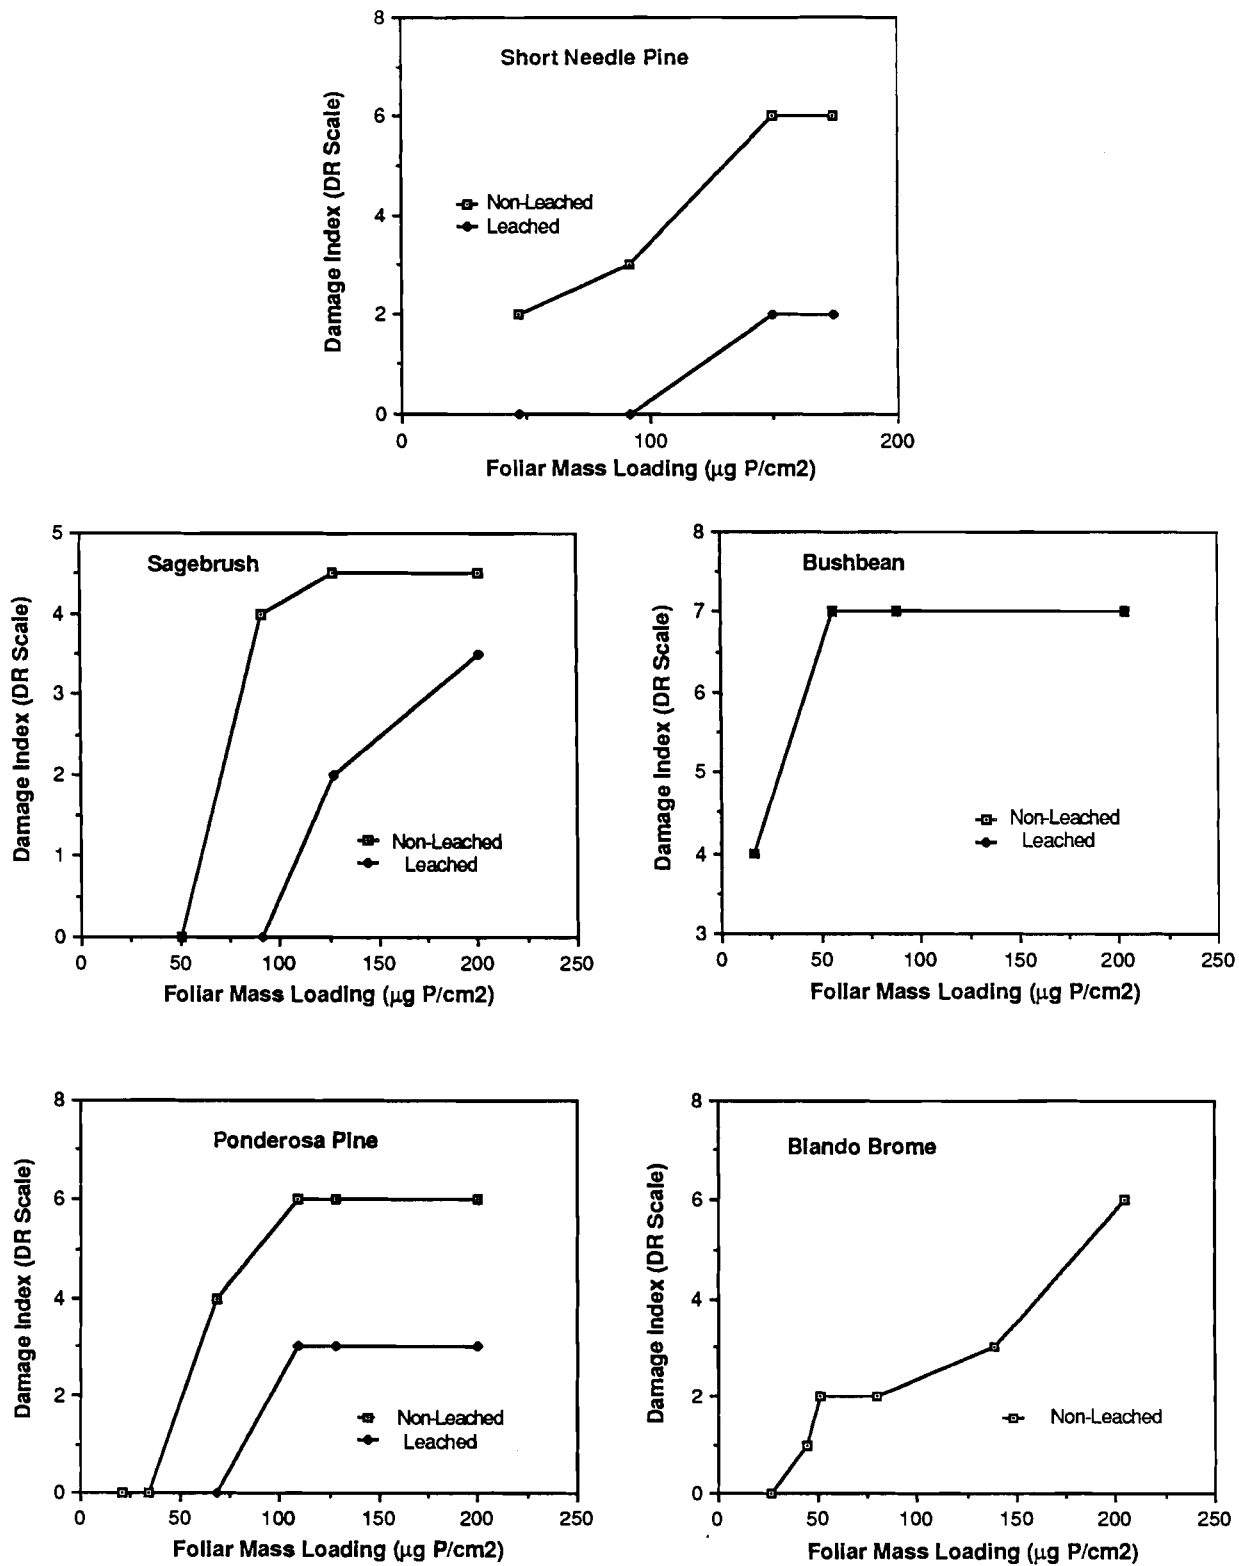 Short Needle Pine
Damage Index (DR Scale)
8
6
4
2
0
Non-Leached
Leached
0 100 200
Foliar Mass Loading (µg P/cm2)
Sagebrush
Damage Index (DR Scale)
5
4
3
2
1
0
Non-Leached
Leached
0 50 100 150 200 250
Foliar Mass Loading (µg P/cm2)
Bushbean
Damage Index (DR Scale)
8
7
6
5
4
3
Non-Leached
Leached
0 50 100 150 200 250
Foliar Mass Loading (µg P/cm2)
Ponderosa Pine
Damage Index (DR Scale)
8
6
4
2
0
Non-Leached
Leached
0 50 100 150 200 250
Foliar Mass Loading (µg P/cm2)
Blando Brome
Damage Index (DR Scale)
8
6
4
2
0
Non-Leached
0 50 100 150 200 250
Foliar Mass Loading (µg P/cm2)